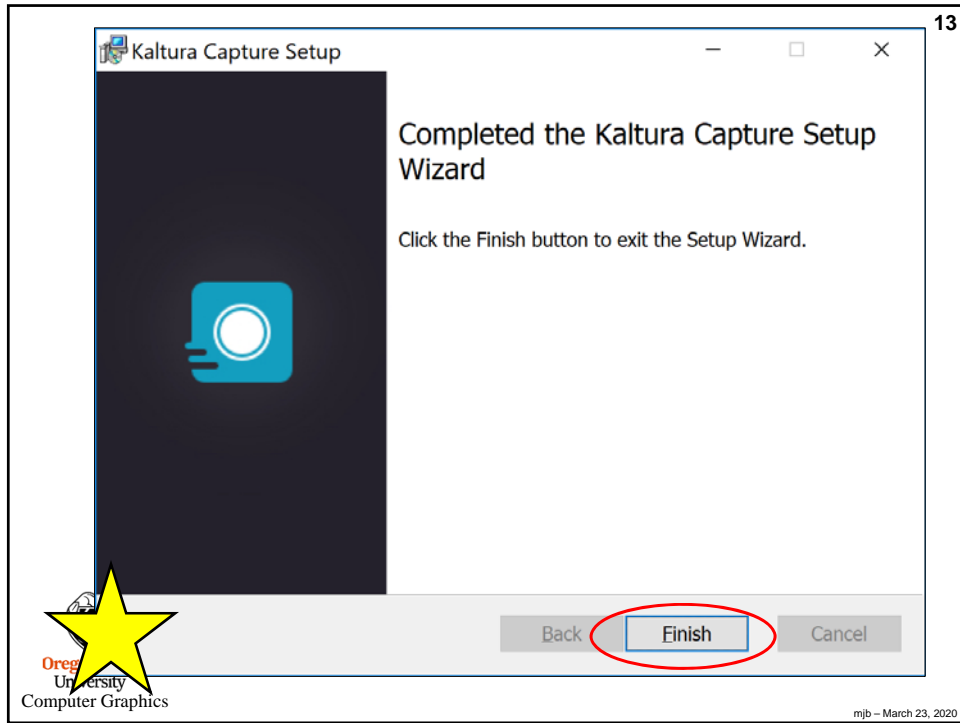 13
Kaltura Capture Setup
Completed the Kaltura Capture Setup
Wizard
Click the Finish button to exit the Setup Wizard.
Back Finish Cancel
University
Computer Graphics
mjb – March 23, 2020